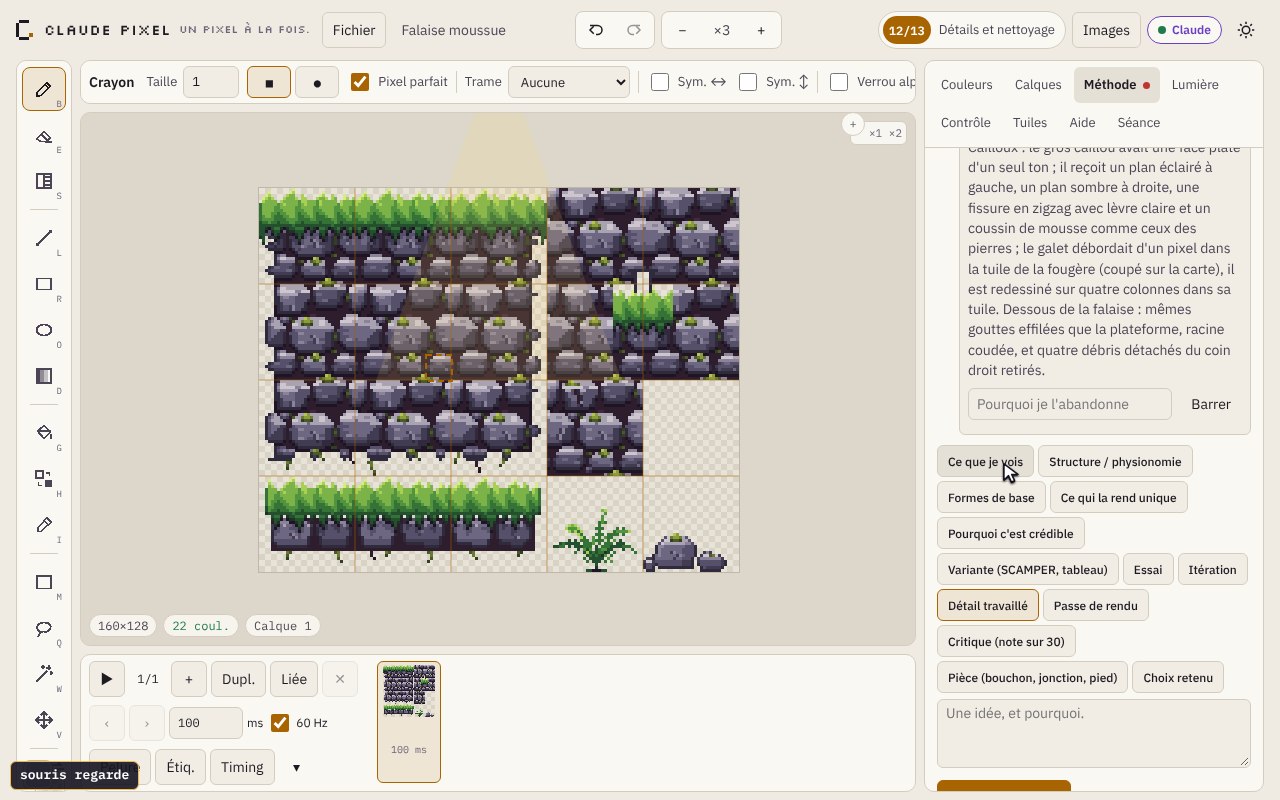 CLAUDE PIXEL
UN PIXEL À LA FOIS.
Fichier
Falaise moussue
− ×3 +
12/13 Détails et nettoyage
Images
Claude
Crayon Taille 1
Pixel parfait
Trame Aucune
Sym. ↔
Sym. ↕
Verrou alp
B
E
S
L
R
O
D
G
H
I
M
Q
W
V
+
×1 ×2
160×128
22 coul.
Calque 1
1/1
+
Dupl.
Liée
×
‹
›
100 ms
60 Hz
Étiq.
Timing
▼
100 ms
souris regarde
Couleurs
Calques
Méthode
Lumière
Contrôle
Tuiles
Aide
Séance
Cailloux : le gros caillou avait une face plate
d'un seul ton ; il reçoit un plan éclairé à
gauche, un plan sombre à droite, une
fissure en zigzag avec lèvre claire et un
coussin de mousse comme ceux des
pierres ; le galet débordait d'un pixel dans
la tuile de la fougère (coupé sur la carte), il
est redessiné sur quatre colonnes dans sa
tuile. Dessous de la falaise : mêmes
gouttes effilées que la plateforme, racine
coudée, et quatre débris détachés du coin
droit retirés.
Pourquoi je l'abandonne
Barrer
Ce que je vois
Structure / physionomie
Formes de base
Ce qui la rend unique
Pourquoi c'est crédible
Variante (SCAMPER, tableau)
Essai
Itération
Détail travaillé
Passe de rendu
Critique (note sur 30)
Pièce (bouchon, jonction, pied)
Choix retenu
Une idée, et pourquoi.